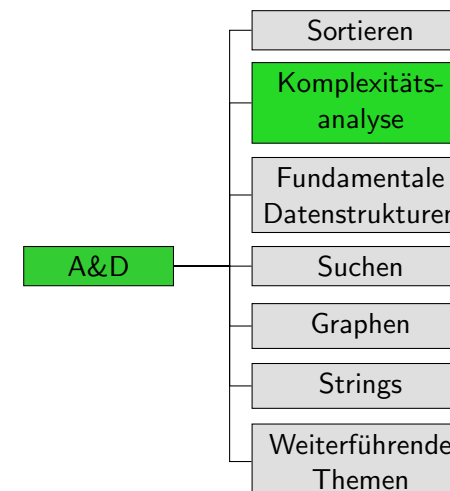 Sortieren
Komplexitäts-
analyse
Fundamentale
Datenstrukturen
A&D
Suchen
Graphen
Strings
Weiterführende
Themen